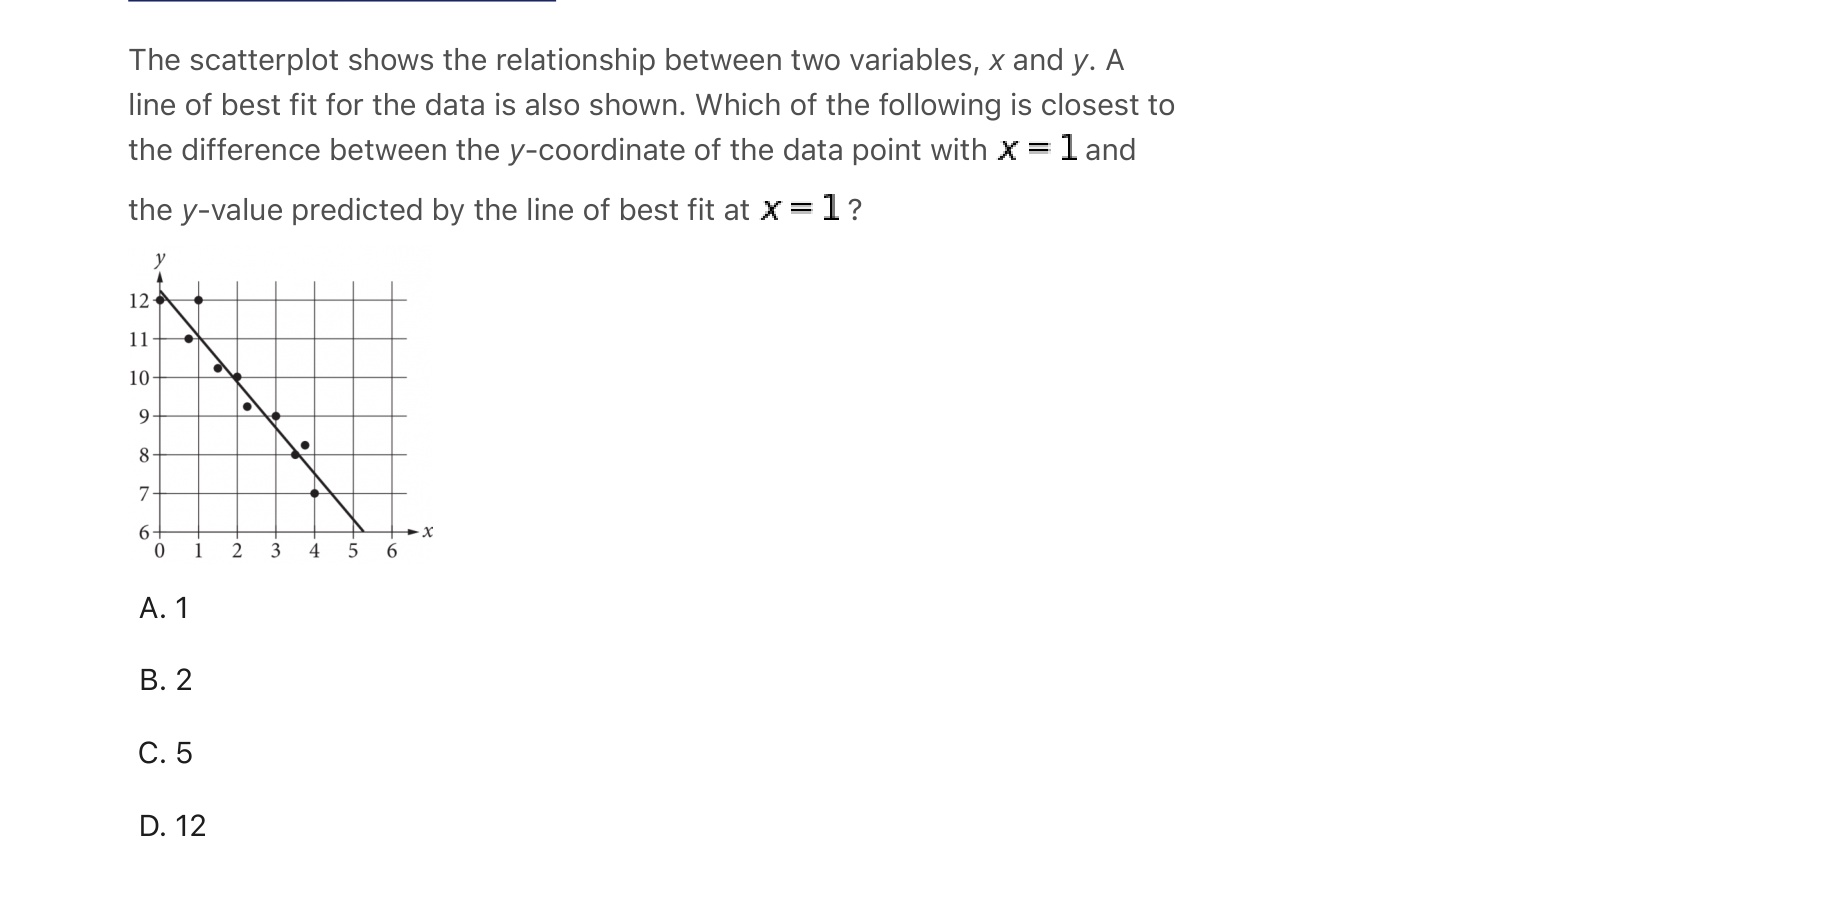 The scatterplot shows the relationship between two variables, x and y. A
line of best fit for the data is also shown. Which of the following is closest to
the difference between the y-coordinate of the data point with x = 1 and
the y-value predicted by the line of best fit at x = 1 ?
y
12
11
10
9
8
7
6
x
0 1 2 3 4 5 6
A. 1
B. 2
C. 5
D. 12